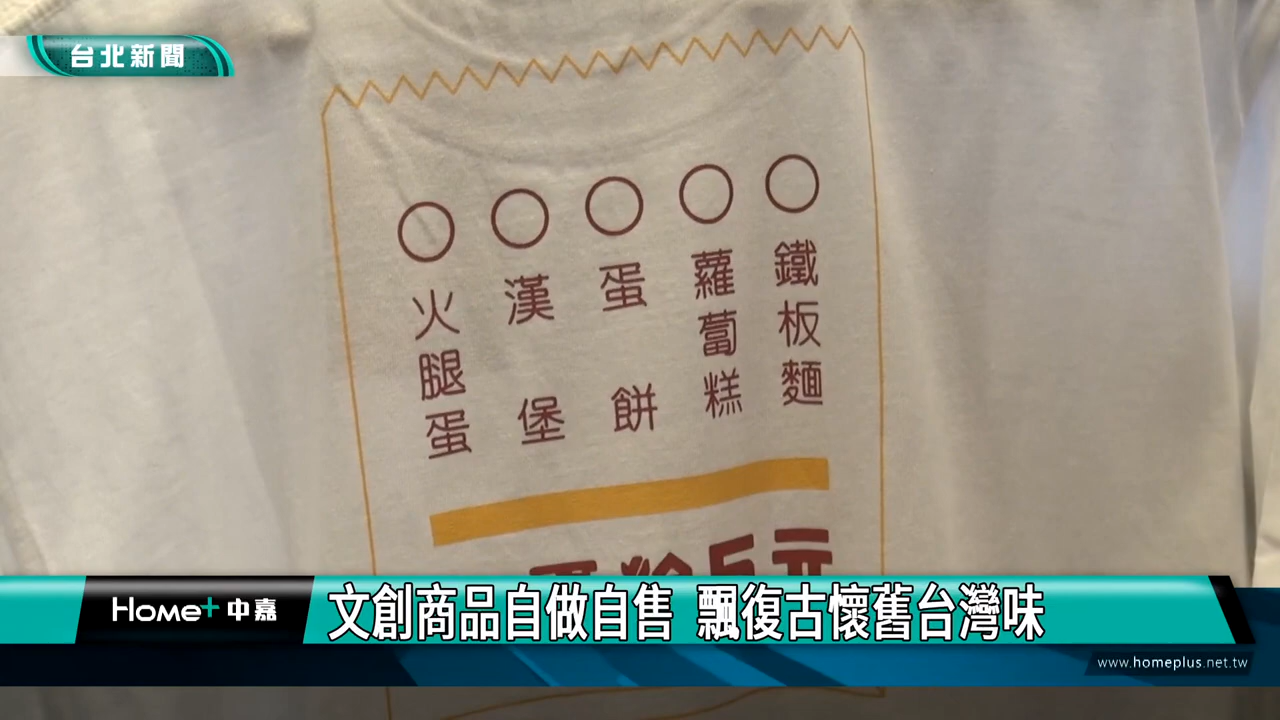 台北新聞
○火腿蛋
○漢堡
○蛋餅
○蘿蔔糕
○鐵板麵
5元
Home+中嘉
文創商品自做自售 飄復古懷舊台灣味
www.homeplus.net.tw